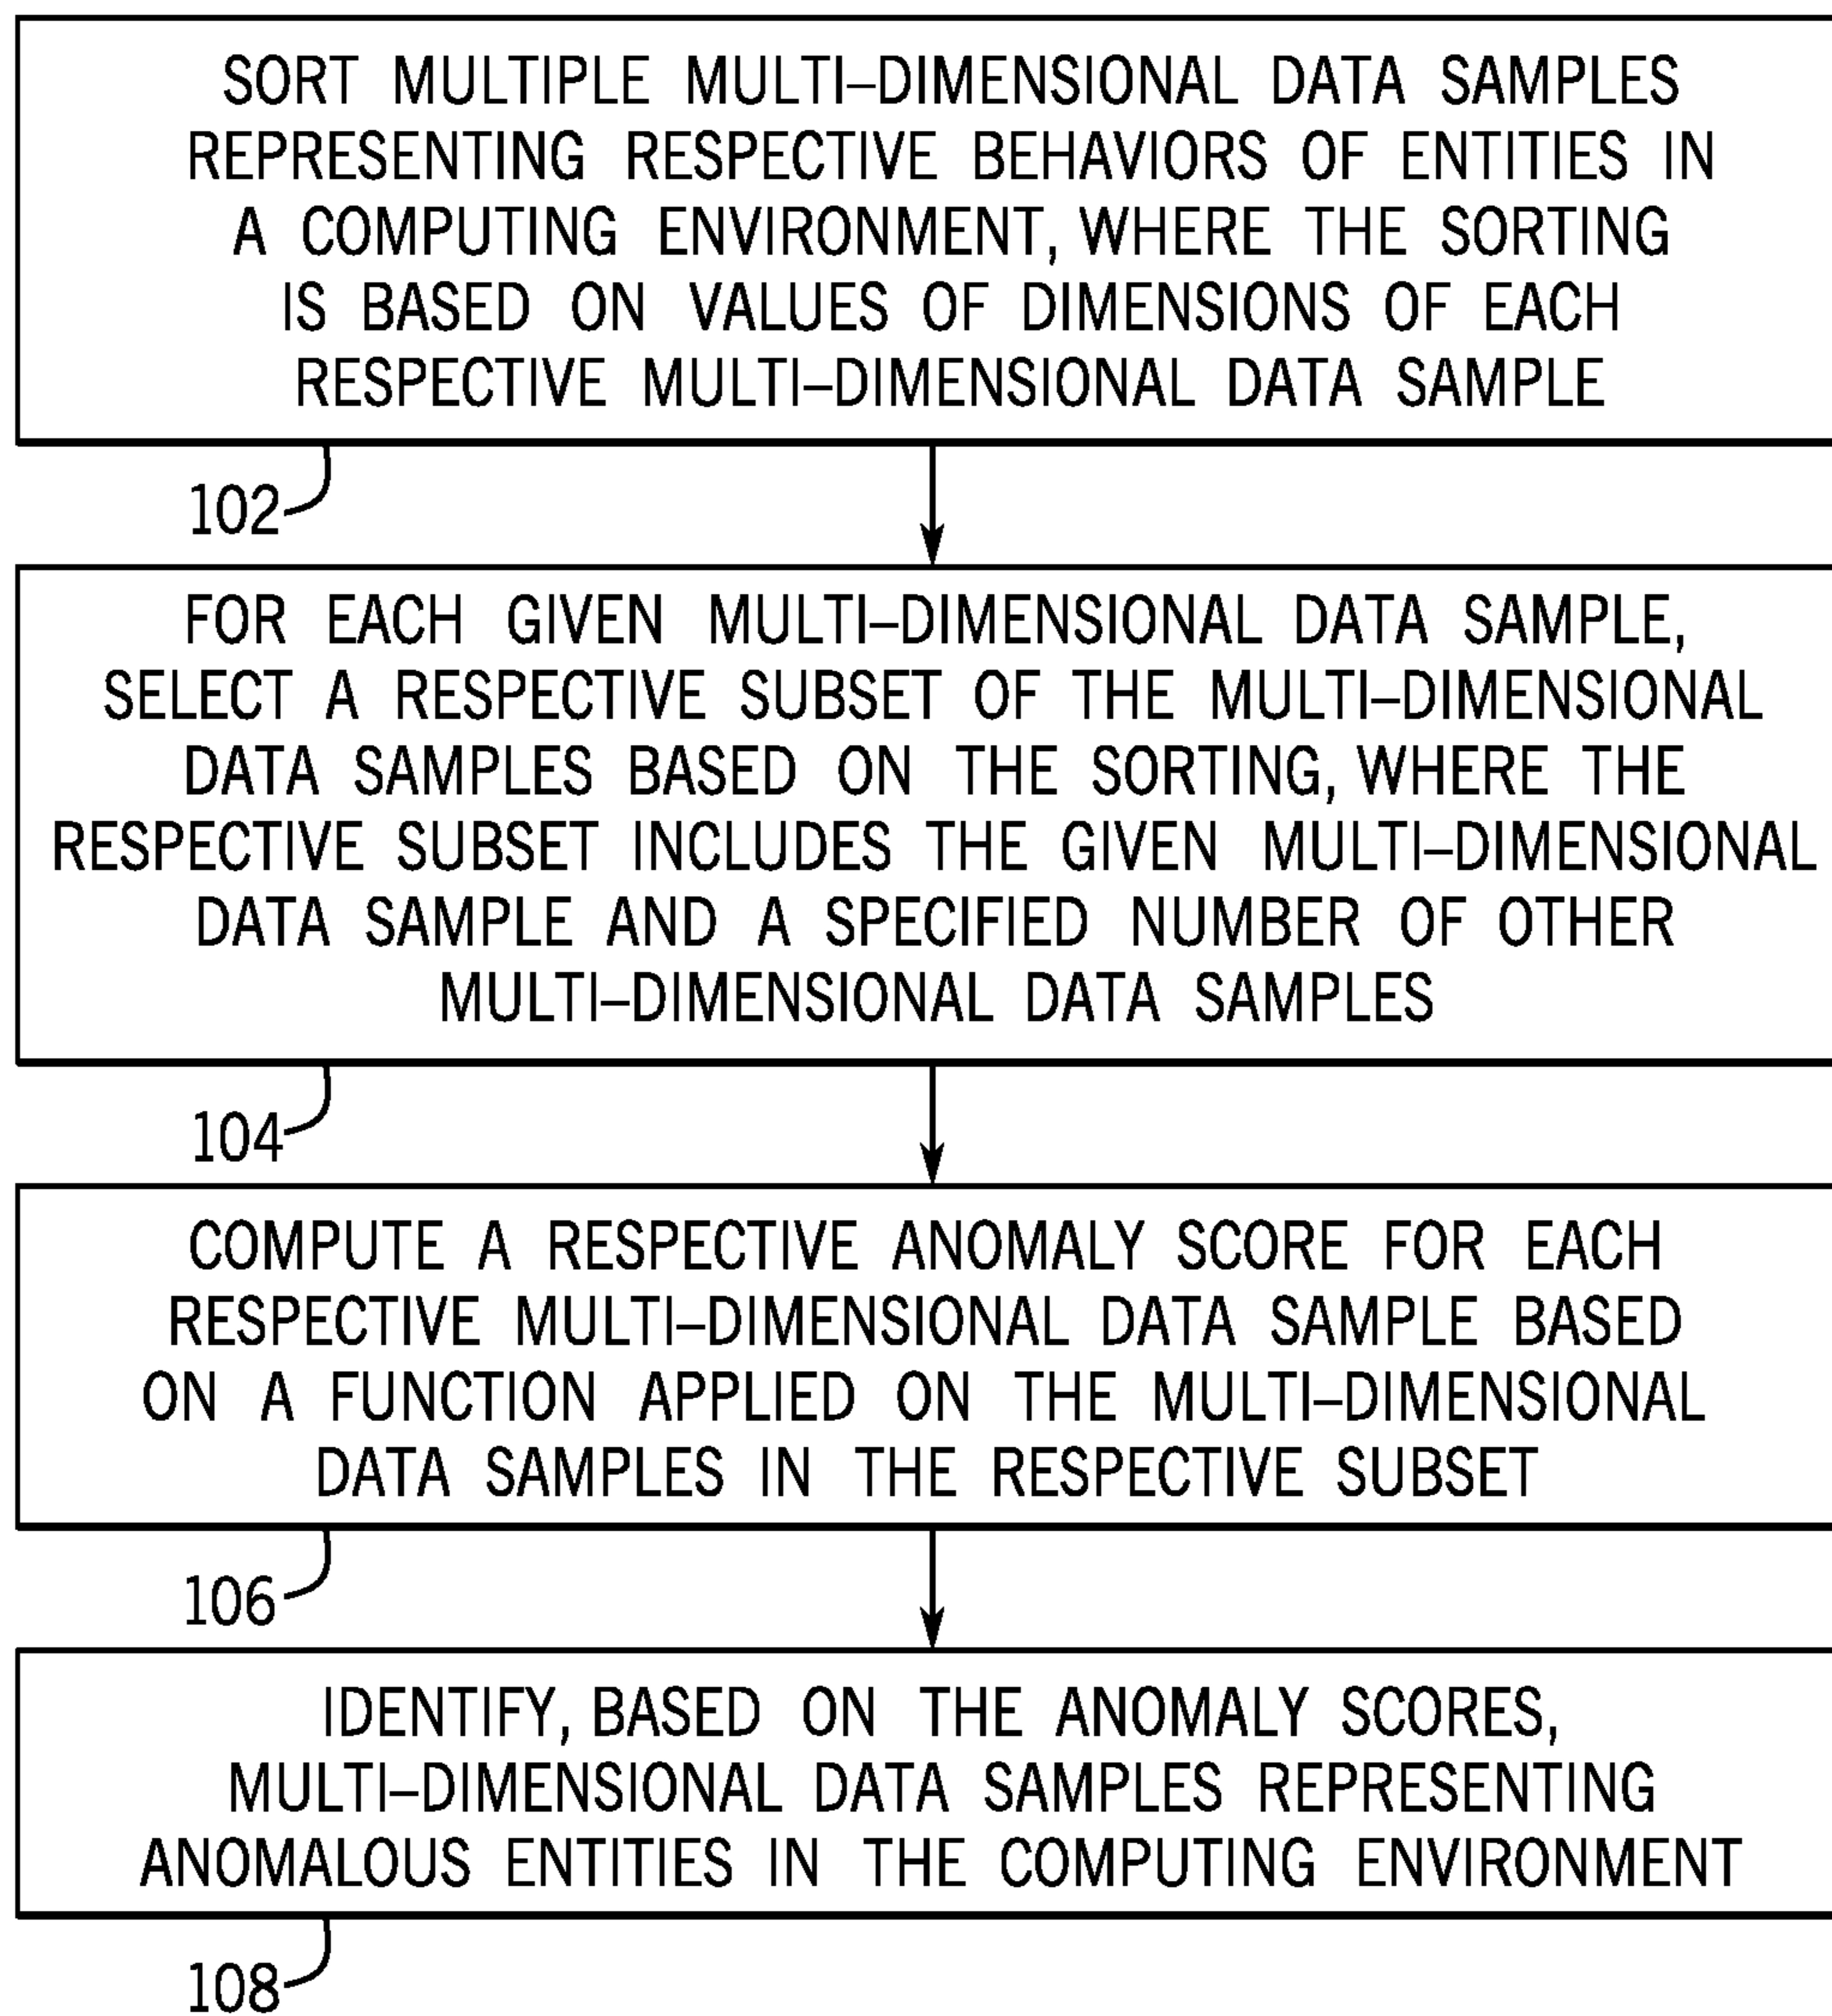 SORT MULTIPLE MULTI–DIMENSIONAL DATA SAMPLES
REPRESENTING RESPECTIVE BEHAVIORS OF ENTITIES IN
A COMPUTING ENVIRONMENT, WHERE THE SORTING
IS BASED ON VALUES OF DIMENSIONS OF EACH
RESPECTIVE MULTI–DIMENSIONAL DATA SAMPLE
102
FOR EACH GIVEN MULTI–DIMENSIONAL DATA SAMPLE,
SELECT A RESPECTIVE SUBSET OF THE MULTI–DIMENSIONAL
DATA SAMPLES BASED ON THE SORTING, WHERE THE
RESPECTIVE SUBSET INCLUDES THE GIVEN MULTI–DIMENSIONAL
DATA SAMPLE AND A SPECIFIED NUMBER OF OTHER
MULTI–DIMENSIONAL DATA SAMPLES
104
COMPUTE A RESPECTIVE ANOMALY SCORE FOR EACH
RESPECTIVE MULTI–DIMENSIONAL DATA SAMPLE BASED
ON A FUNCTION APPLIED ON THE MULTI–DIMENSIONAL
DATA SAMPLES IN THE RESPECTIVE SUBSET
106
IDENTIFY, BASED ON THE ANOMALY SCORES,
MULTI–DIMENSIONAL DATA SAMPLES REPRESENTING
ANOMALOUS ENTITIES IN THE COMPUTING ENVIRONMENT
108